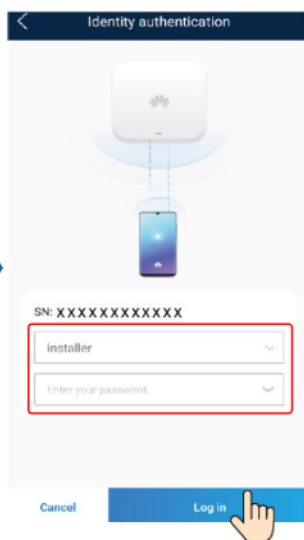 Identity authentication
SN: XXXXXXXXXXXX
installer
Enter your password
Cancel
Log in